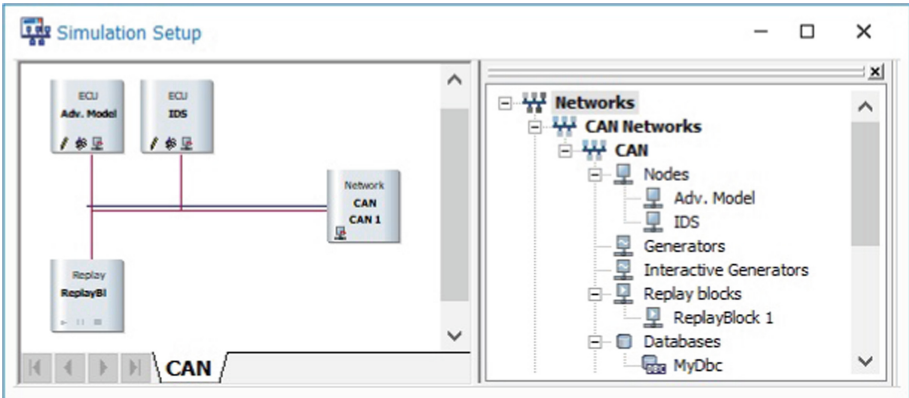 Simulation Setup
ECU
Adv. Model
ECU
IDS
Network
CAN
CAN 1
Replay
ReplayBl
CAN
Networks
CAN Networks
CAN
Nodes
Adv. Model
IDS
Generators
Interactive Generators
Replay blocks
ReplayBlock 1
Databases
DBC
MyDbc